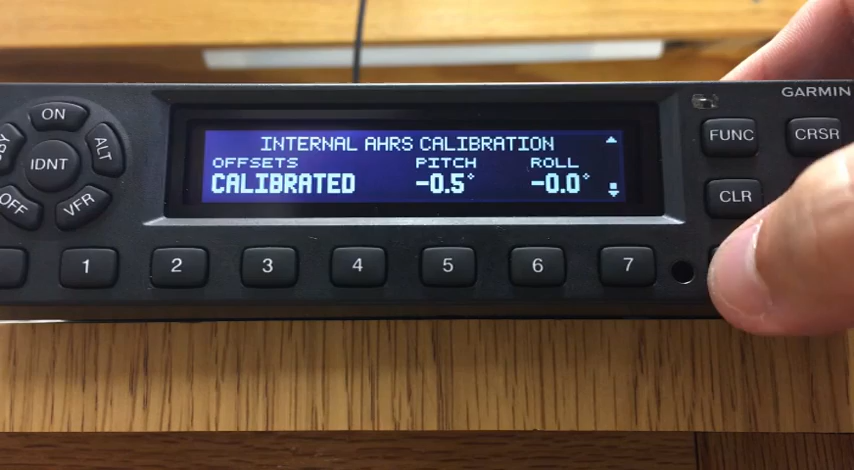 GARMIN
ON
ALT
IDNT
VFR
OFF
INTERNAL AHRS CALIBRATION
OFFSETS PITCH ROLL
CALIBRATED -0.5° -0.0°
FUNC CRSR
CLR
1 2 3 4 5 6 7